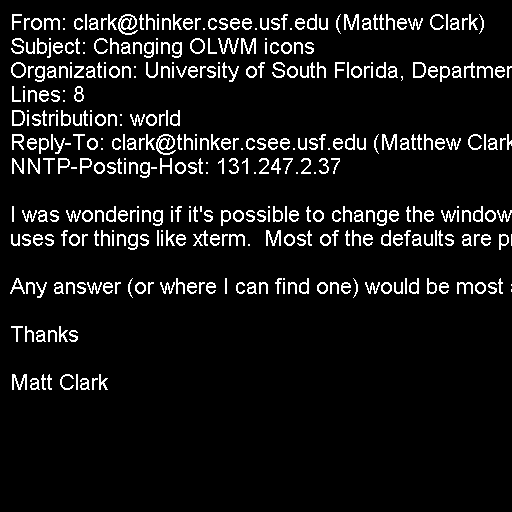 From: clark@thinker.csee.usf.edu (Matthew Clark)
Subject: Changing OLWM icons
Organization: University of South Florida,
Lines: 8
Distribution: world
Reply-To: clark@thinker.csee.usf.edu (Matthew Clark
NNTP-Posting-Host: 131.247.2.37
I was wondering if it's possible to change the window
uses for things like xterm.  Most of the defaults are
Any answer (or where I can find one) would be most
Thanks
Matt Clark